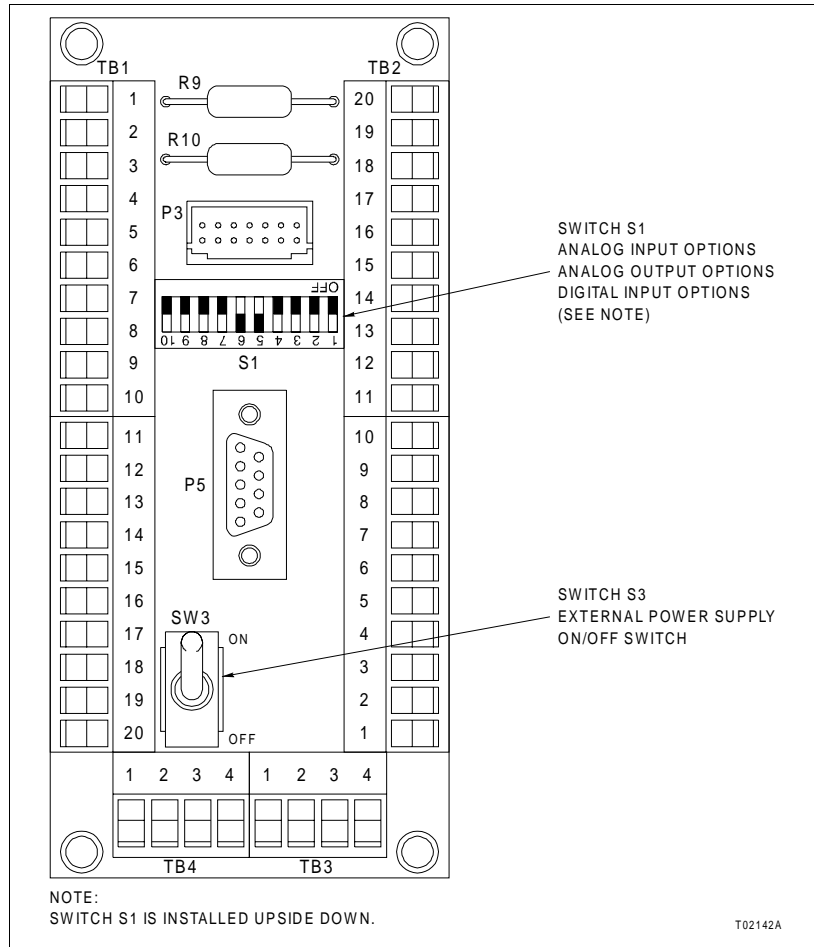 TB1
TB2
R9
1
20
2
19
R10
3
18
4
17
P3
5
16
6
15
OFF
7
14
8
13
10 9 8 7 6 5 4 3 2 1
S1
9
12
10
11
SWITCH S1
ANALOG INPUT OPTIONS
ANALOG OUTPUT OPTIONS
DIGITAL INPUT OPTIONS
(SEE NOTE)
11
10
12
9
P5
13
8
14
7
15
6
16
5
SW3
17
ON
4
18
3
19
2
20
OFF
1
SWITCH S3
EXTERNAL POWER SUPPLY
ON/OFF SWITCH
1 2 3 4
1 2 3 4
TB4
TB3
NOTE:
SWITCH S1 IS INSTALLED UPSIDE DOWN.
T02142A